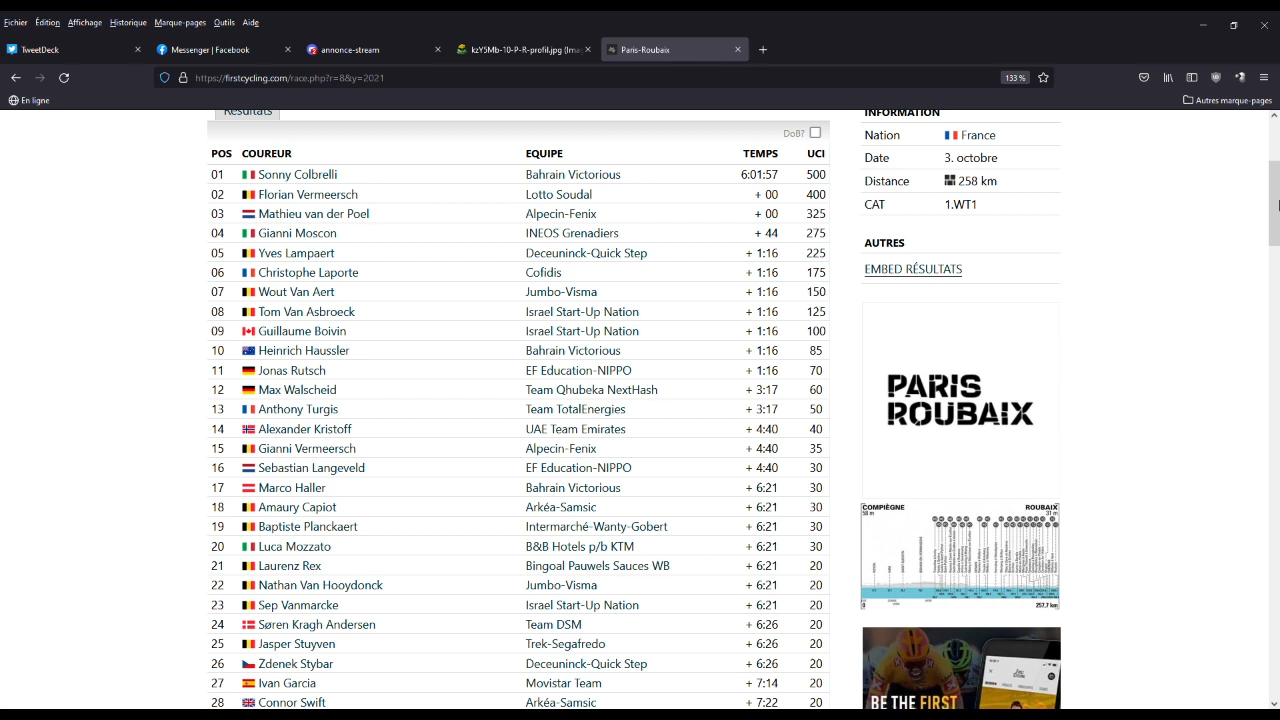 Fichier Édition Affichage Historique Marque-pages Outils Aide
TweetDeck
Messenger | Facebook
annonce-stream
kzY5Mb-10-P-R-profil.jpg (Ima
Paris-Roubaix
https://firstcycling.com/race.php?r=8&y=2021
133 %
En ligne
Autres marque-pages
Résultats
DoB?
POS COUREUR EQUIPE TEMPS UCI
01 Sonny Colbrelli Bahrain Victorious 6:01:57 500
02 Florian Vermeersch Lotto Soudal + 00 400
03 Mathieu van der Poel Alpecin-Fenix + 00 325
04 Gianni Moscon INEOS Grenadiers + 44 275
05 Yves Lampaert Deceuninck-Quick Step + 1:16 225
06 Christophe Laporte Cofidis + 1:16 175
07 Wout Van Aert Jumbo-Visma + 1:16 150
08 Tom Van Asbroeck Israel Start-Up Nation + 1:16 125
09 Guillaume Boivin Israel Start-Up Nation + 1:16 100
10 Heinrich Haussler Bahrain Victorious + 1:16 85
11 Jonas Rutsch EF Education-NIPPO + 1:16 70
12 Max Walscheid Team Qhubeka NextHash + 3:17 60
13 Anthony Turgis Team TotalEnergies + 3:17 50
14 Alexander Kristoff UAE Team Emirates + 4:40 40
15 Gianni Vermeersch Alpecin-Fenix + 4:40 35
16 Sebastian Langeveld EF Education-NIPPO + 4:40 30
17 Marco Haller Bahrain Victorious + 6:21 30
18 Amaury Capiot Arkéa-Samsic + 6:21 30
19 Baptiste Planckaert Intermarché-Wanty-Gobert + 6:21 30
20 Luca Mozzato B&B Hotels p/b KTM + 6:21 30
21 Laurenz Rex Bingoal Pauwels Sauces WB + 6:21 20
22 Nathan Van Hooydonck Jumbo-Visma + 6:21 20
23 Sep Vanmarcke Israel Start-Up Nation + 6:21 20
24 Søren Kragh Andersen Team DSM + 6:26 20
25 Jasper Stuyven Trek-Segafredo + 6:26 20
26 Zdenek Stybar Deceuninck-Quick Step + 6:26 20
27 Ivan Garcia Movistar Team + 7:14 20
Connor Swift Arkéa-Samsic + 7:22 20
INFORMATION
Nation France
Date 3. octobre
Distance 258 km
CAT 1.WT1
AUTRES
EMBED RÉSULTATS
PARIS
ROUBAIX
COMPIÈGNE ROUBAIX
58 m 31 m
0 257,7 km
BE THE FIRST